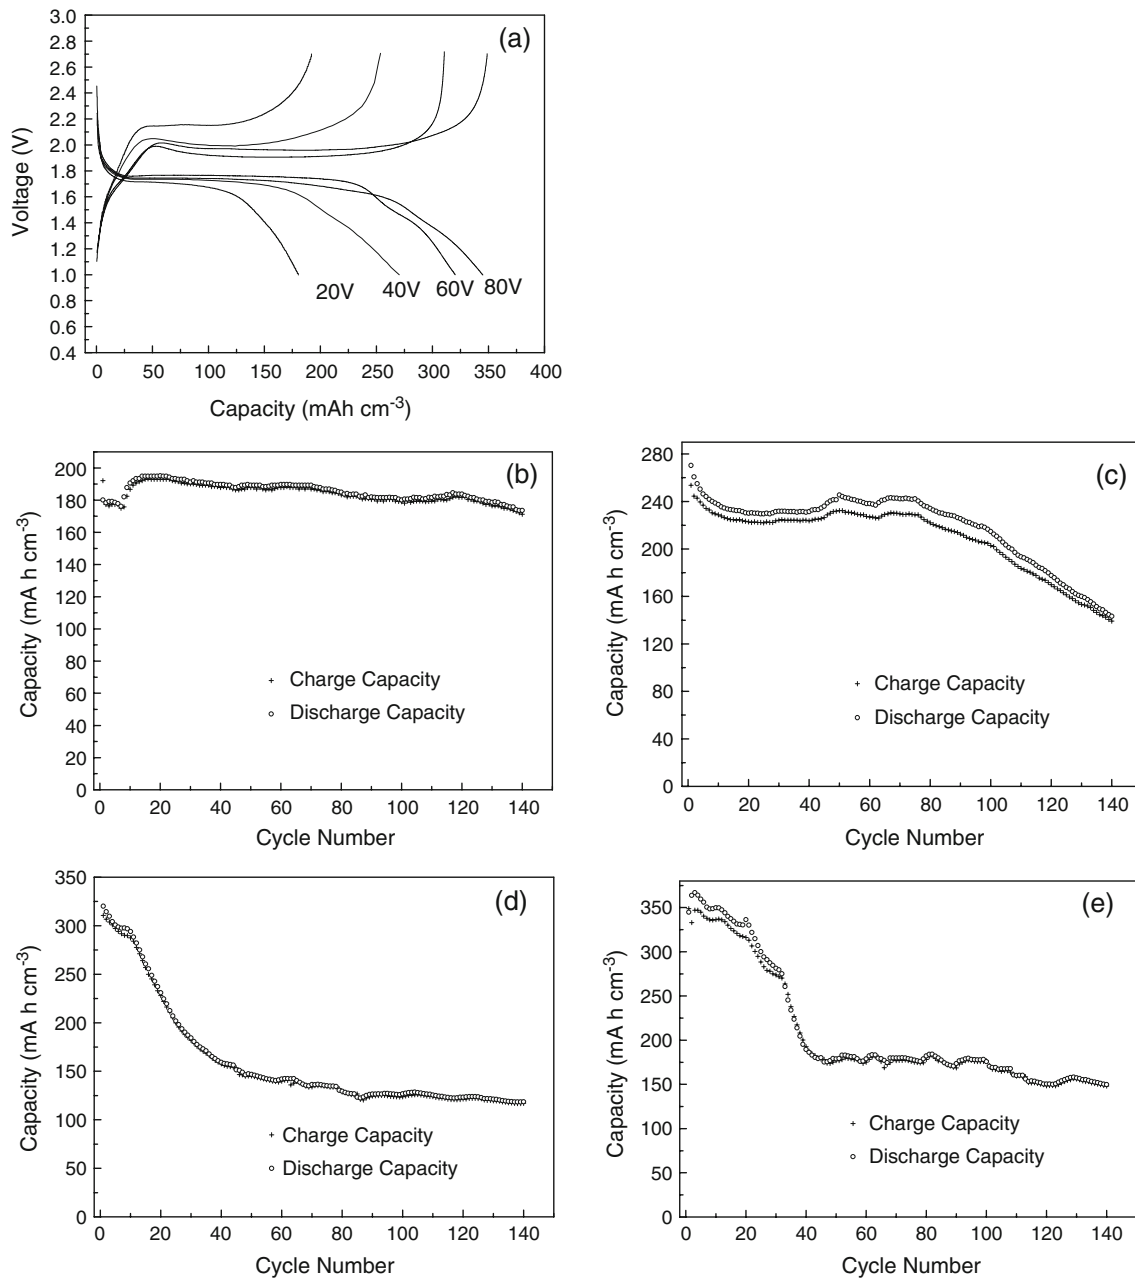 (a)
3.0
2.8
2.6
2.4
2.2
2.0
1.8
1.6
1.4
1.2
1.0
0.8
0.6
0.4
Voltage (V)
20V 40V 60V 80V
0 50 100 150 200 250 300 350 400
Capacity (mAh cm-3)
(b)
200
180
160
140
120
100
80
60
40
20
0
Capacity (mA h cm-3)
+ Charge Capacity
o Discharge Capacity
0 20 40 60 80 100 120 140
Cycle Number
(c)
280
240
200
160
120
80
40
0
Capacity (mA h cm-3)
+ Charge Capacity
o Discharge Capacity
0 20 40 60 80 100 120 140
Cycle Number
(d)
350
300
250
200
150
100
50
0
Capacity (mA h cm-3)
+ Charge Capacity
o Discharge Capacity
0 20 40 60 80 100 120 140
Cycle Number
(e)
350
300
250
200
150
100
50
0
Capacity (mA h cm-3)
+ Charge Capacity
o Discharge Capacity
0 20 40 60 80 100 120 140
Cycle Number